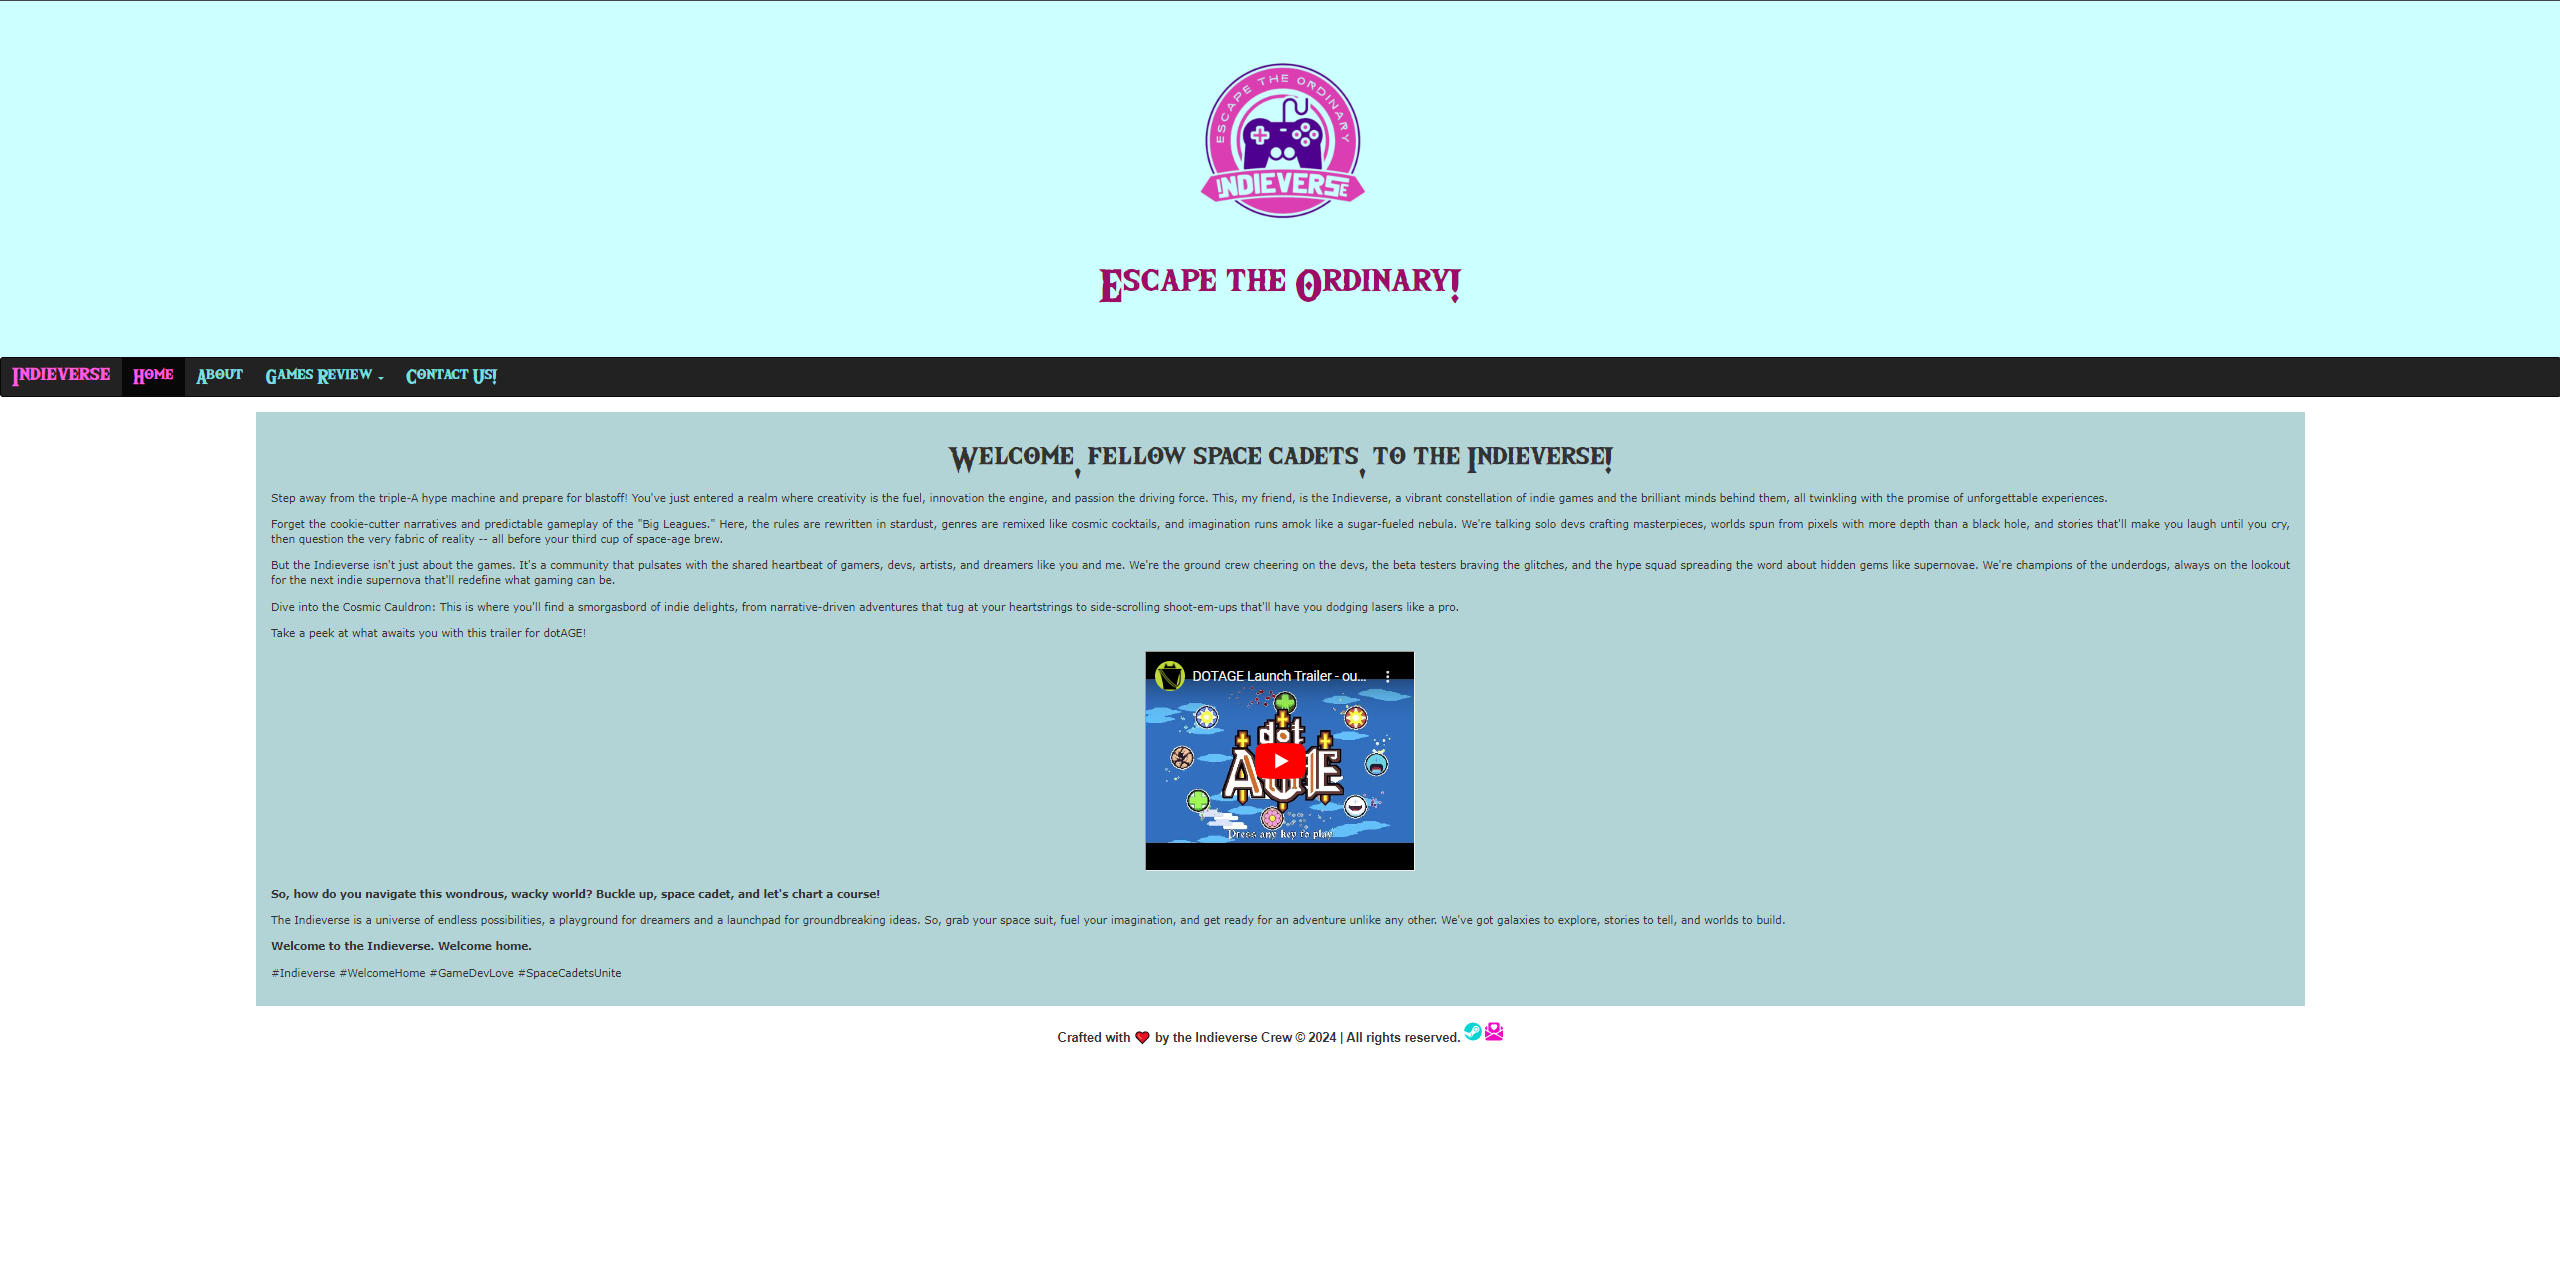 ESCAPE THE ORDINARY
INDIEVERSE
Escape the Ordinary!
Indieverse Home About Games Review Contact Us!
Welcome, fellow space cadets, to the Indieverse!
Step away from the triple-A hype machine and prepare for blastoff! You've just entered a realm where creativity is the fuel, innovation the engine, and passion the driving force. This, my friend, is the Indieverse, a vibrant constellation of indie games and the brilliant minds behind them, all twinkling with the promise of unforgettable experiences.
Forget the cookie-cutter narratives and predictable gameplay of the "Big Leagues." Here, the rules are rewritten in stardust, genres are remixed like cosmic cocktails, and imagination runs amok like a sugar-fueled nebula. We're talking solo devs crafting masterpieces, worlds spun from pixels with more depth than a black hole, and stories that'll make you laugh until you cry,
then question the very fabric of reality -- all before your third cup of space-age brew.
But the Indieverse isn't just about the games. It's a community that pulsates with the shared heartbeat of gamers, devs, artists, and dreamers like you and me. We're the ground crew cheering on the devs, the beta testers braving the glitches, and the hype squad spreading the word about hidden gems like supernovae. We're champions of the underdogs, always on the lookout
for the next indie supernova that'll redefine what gaming can be.
Dive into the Cosmic Cauldron: This is where you'll find a smorgasbord of indie delights, from narrative-driven adventures that tug at your heartstrings to side-scrolling shoot-em-ups that'll have you dodging lasers like a pro.
Take a peek at what awaits you with this trailer for dotAGE!
DOTAGE Launch Trailer - ou...
dot
AGE
Press any key to play
So, how do you navigate this wondrous, wacky world? Buckle up, space cadet, and let's chart a course!
The Indieverse is a universe of endless possibilities, a playground for dreamers and a launchpad for groundbreaking ideas. So, grab your space suit, fuel your imagination, and get ready for an adventure unlike any other. We've got galaxies to explore, stories to tell, and worlds to build.
Welcome to the Indieverse. Welcome home.
#Indieverse #WelcomeHome #GameDevLove #SpaceCadetsUnite
Crafted with ❤️ by the Indieverse Crew © 2024 | All rights reserved.